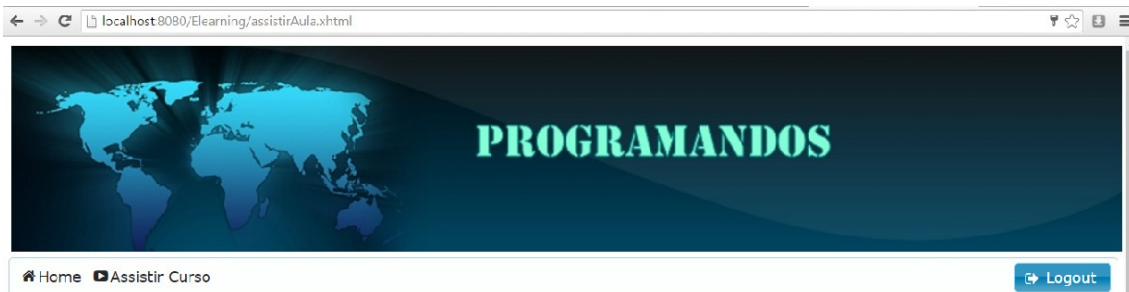 localhost:8080/Elearning/assistirAula.xhtml
PROGRAMANDOS
Home Assistir Curso Logout